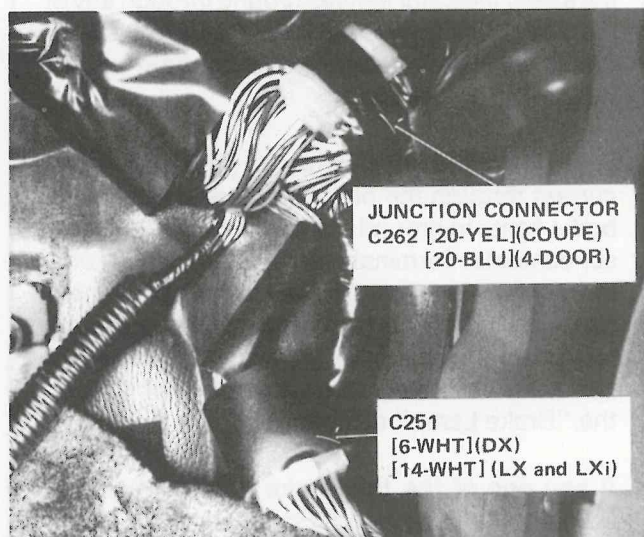 JUNCTION CONNECTOR
C262 [20-YEL](COUPE)
[20-BLU](4-DOOR)
C251
[6-WHT](DX)
[14-WHT] (LX and LXi)